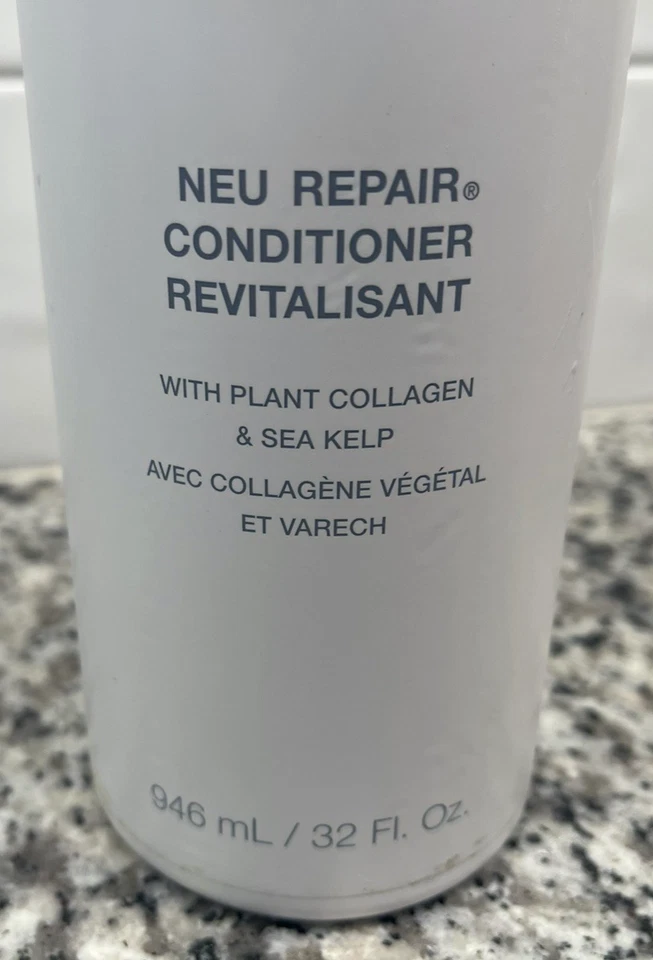 NEU REPAIR®
CONDITIONER
REVITALISANT
WITH PLANT COLLAGEN
& SEA KELP
AVEC COLLAGÈNE VÉGÉTAL
ET VARECH
946 mL / 32 Fl. Oz.